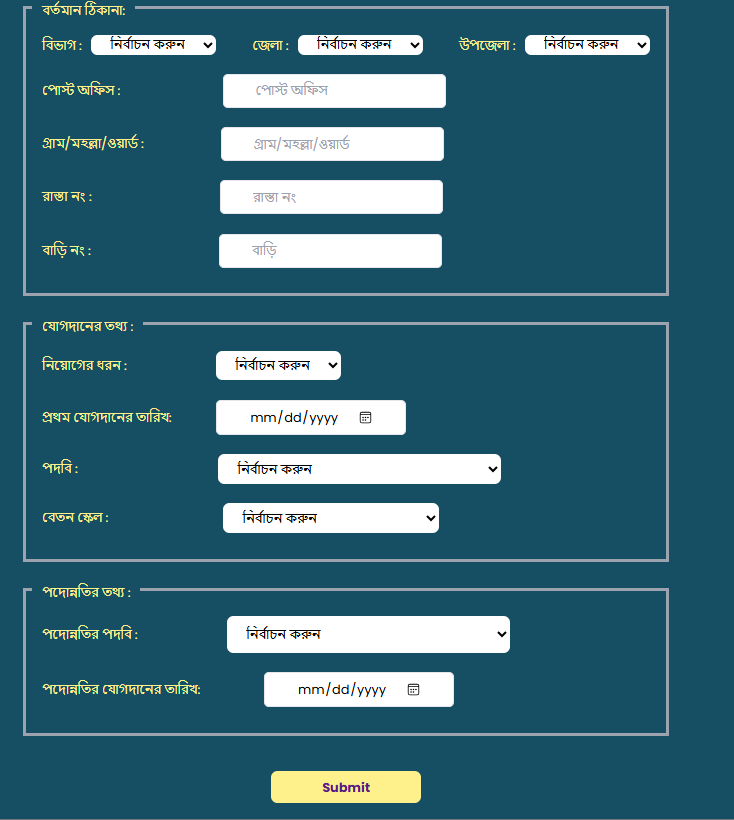 বর্তমান ঠিকানা:
বিভাগ : নির্বাচন করুন জেলা : নির্বাচন করুন উপজেলা : নির্বাচন করুন
পোস্ট অফিস : পোস্ট অফিস
গ্রাম/মহল্লা/ওয়ার্ড : গ্রাম/মহল্লা/ওয়ার্ড
রাস্তা নং : রাস্তা নং
বাড়ি নং : বাড়ি
যোগদানের তথ্য :
নিয়োগের ধরন : নির্বাচন করুন
প্রথম যোগদানের তারিখ: mm/dd/yyyy
পদবি : নির্বাচন করুন
বেতন স্কেল : নির্বাচন করুন
পদোন্নতির তথ্য :
পদোন্নতির পদবি : নির্বাচন করুন
পদোন্নতির যোগদানের তারিখ: mm/dd/yyyy
Submit